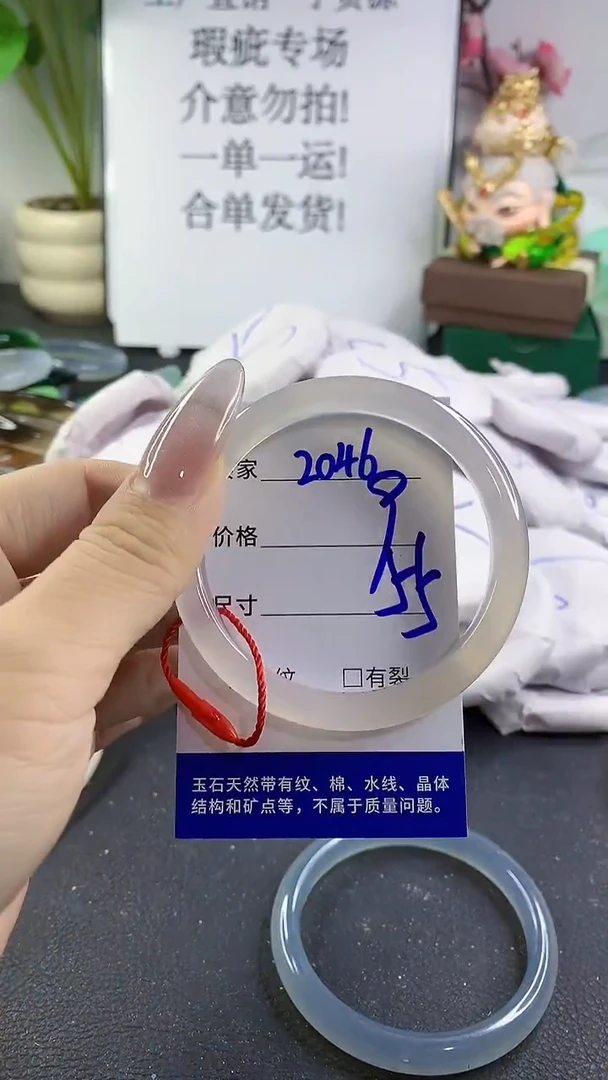 瑕疵专场
介意勿拍!
一单一运!
合单发货!
家 2046
价格
尺寸 55
纹 □有裂
玉石天然带有纹、棉、水线、晶体
结构和矿点等，不属于质量问题。